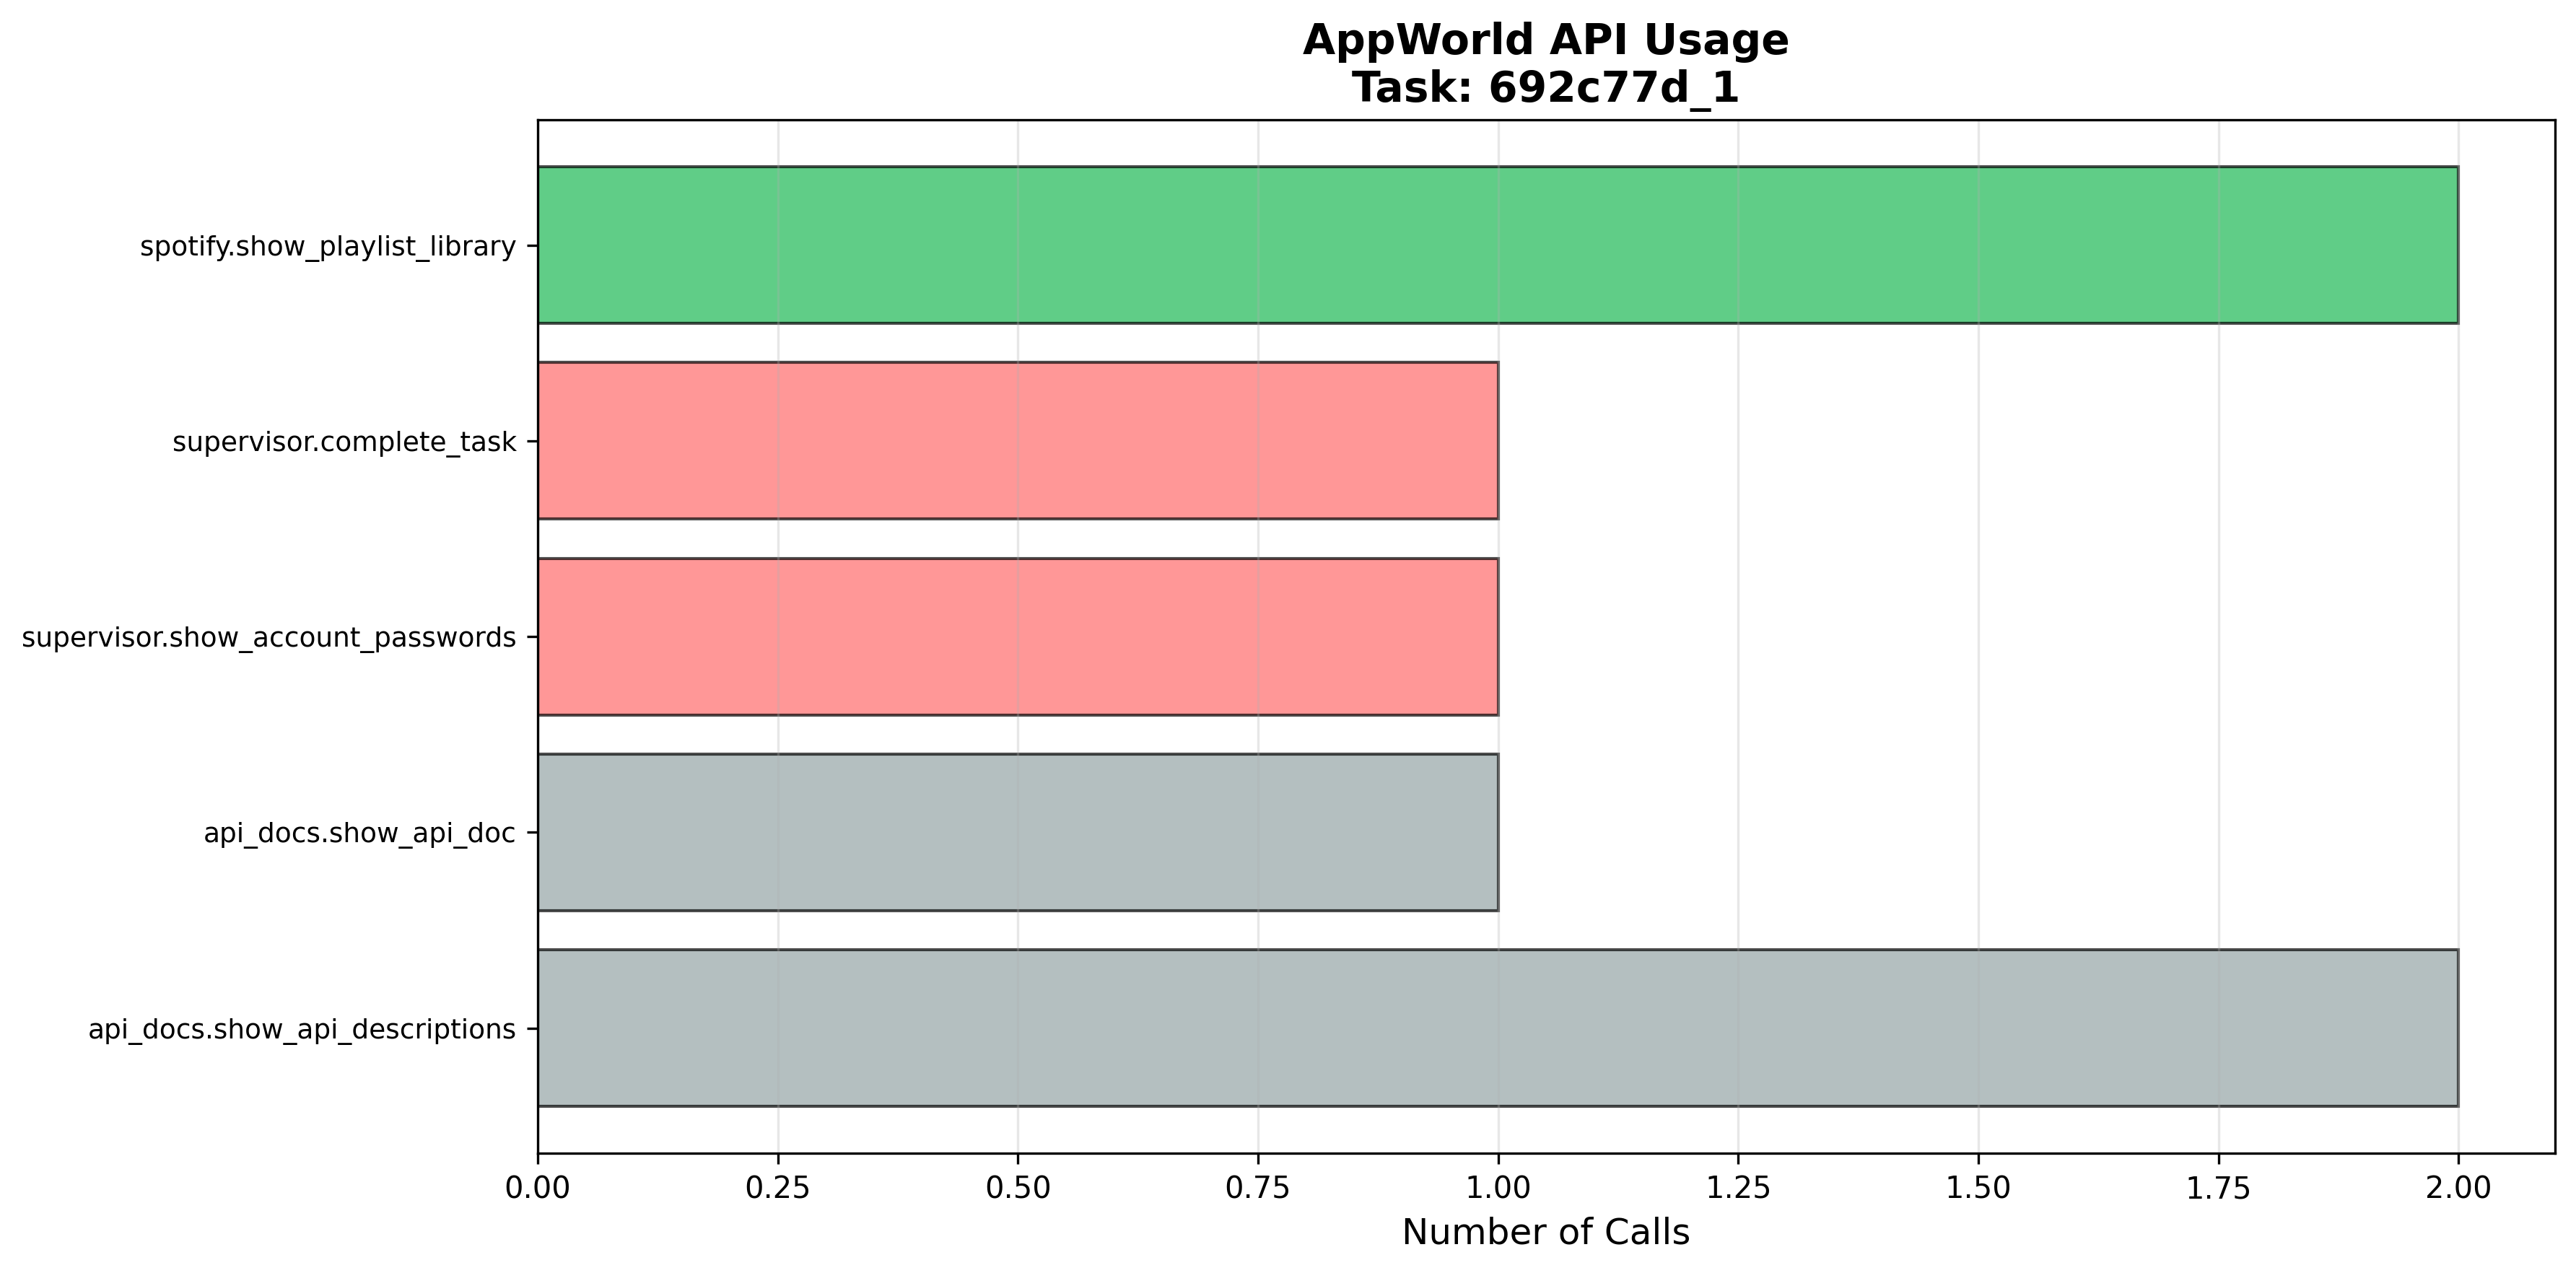 AppWorld API Usage
Task: 692c77d_1
spotify.show_playlist_library
supervisor.complete_task
supervisor.show_account_passwords
api_docs.show_api_doc
api_docs.show_api_descriptions
0.00 0.25 0.50 0.75 1.00 1.25 1.50 1.75 2.00
Number of Calls